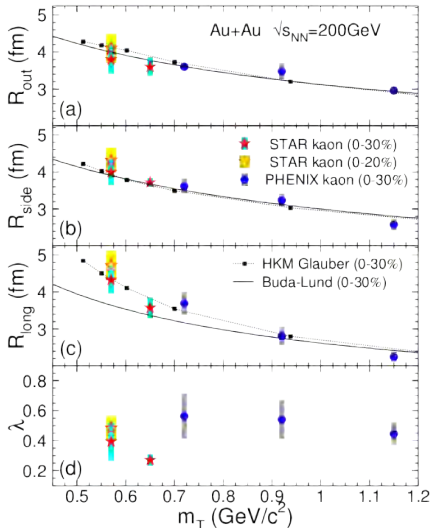 Au+Au √s_NN=200GeV
R_out (fm)
5
4
3
(a)
STAR kaon (0-30%)
STAR kaon (0-20%)
PHENIX kaon (0-30%)
R_side (fm)
5
4
3
(b)
HKM Glauber (0-30%)
Buda-Lund (0-30%)
R_long (fm)
5
4
3
2
(c)
λ
0.8
0.6
0.4
0.2
(d)
0.5 0.6 0.7 0.8 0.9 1 1.1 1.2
m_T (GeV/c²)